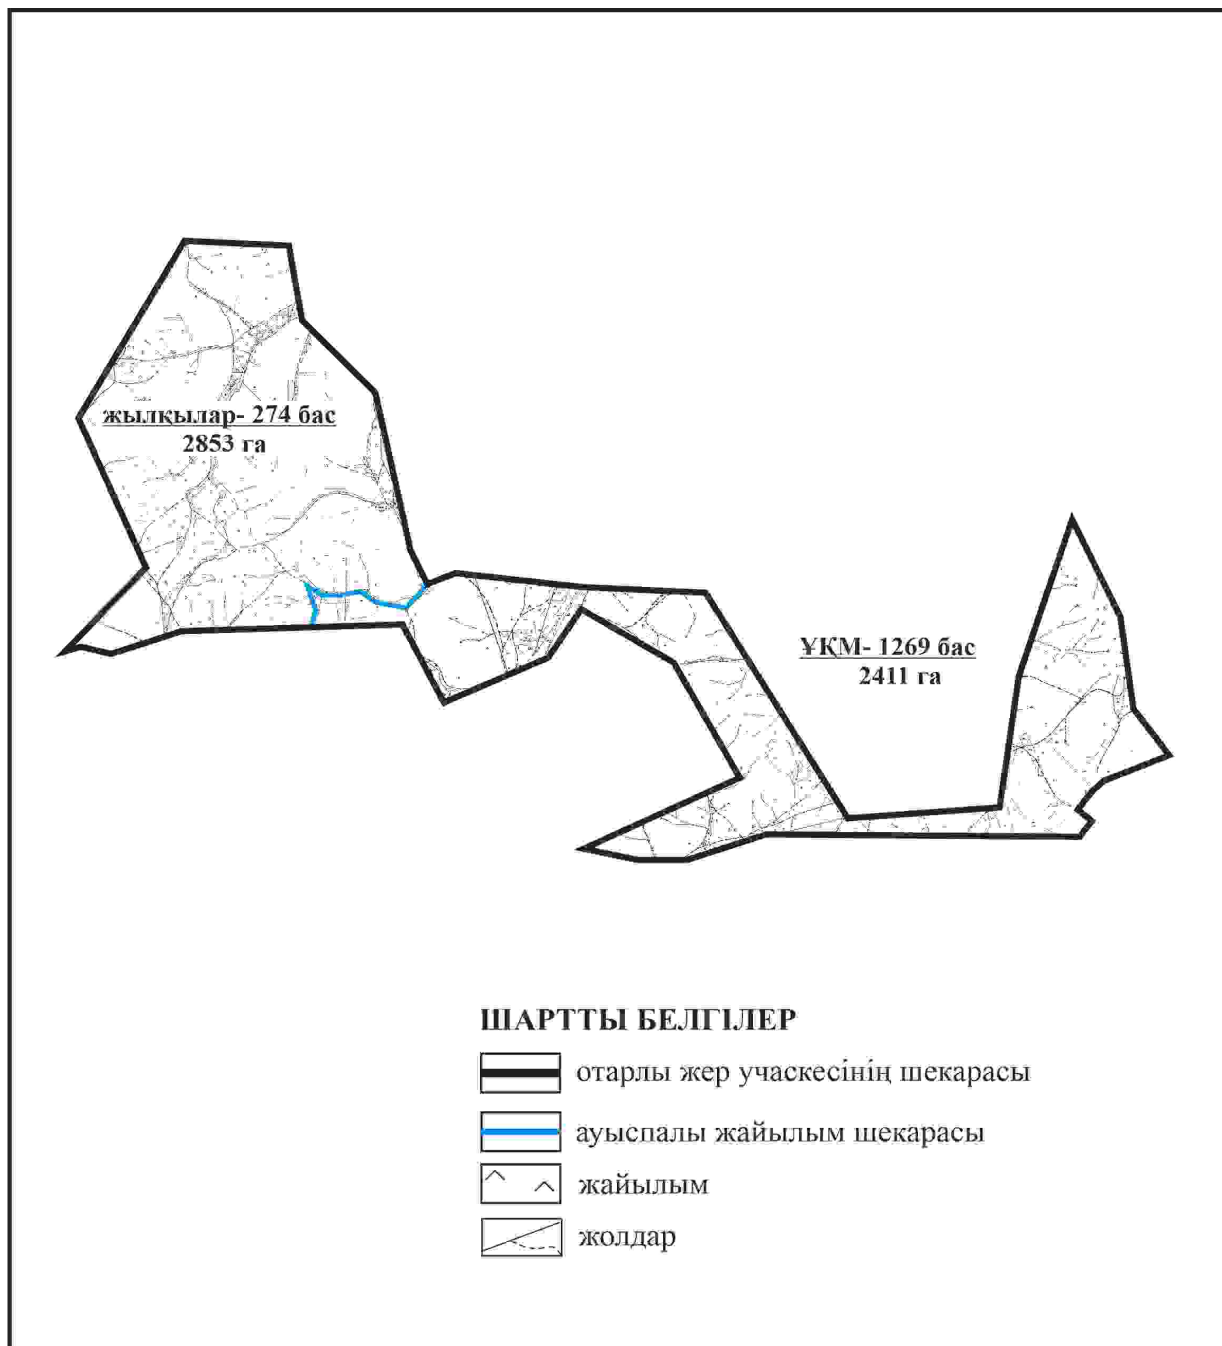 жылқылар- 274 бас
2853 га
ҰҚМ- 1269 бас
2411 га
ШАРТТЫ БЕЛГІЛЕР
отарлы жер учаскесінің шекарасы
ауыспалы жайылым шекарасы
жайылым
жолдар